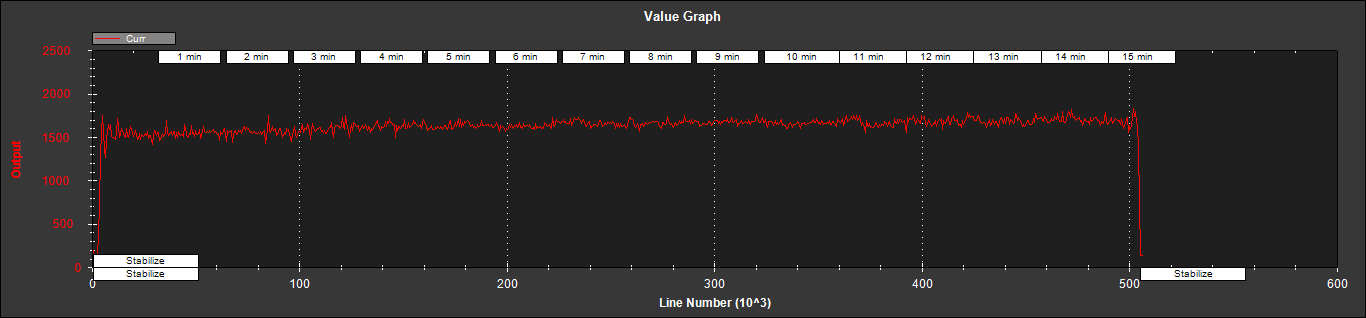 Value Graph
Curr
1 min 2 min 3 min 4 min 5 min 6 min 7 min 8 min 9 min 10 min 11 min 12 min 13 min 14 min 15 min
2500
2000
1500
1000
500
0
Output
Stabilize
Stabilize
Stabilize
0 100 200 300 400 500 600
Line Number (10^3)